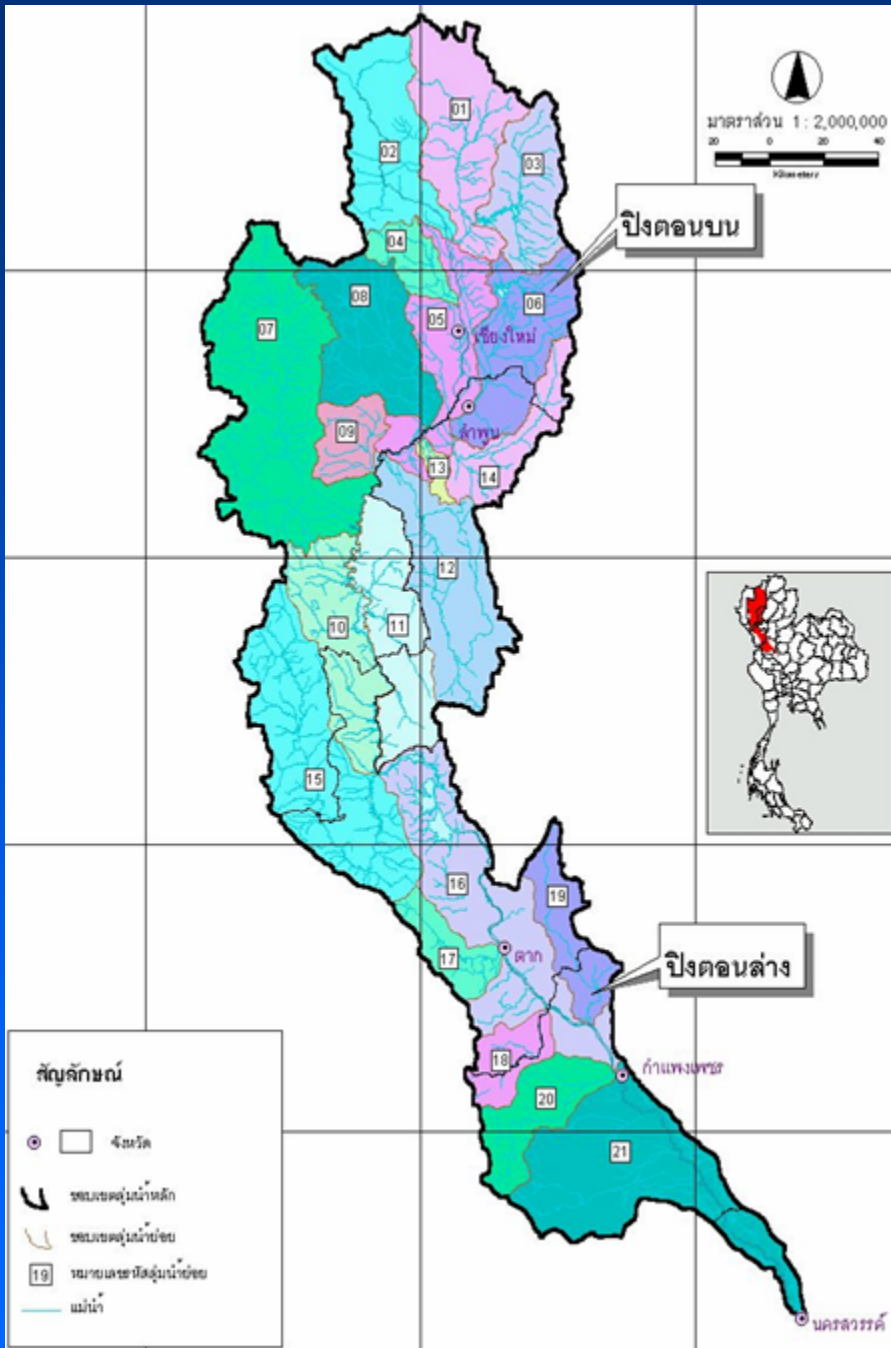 มาตราส่วน 1 : 2,000,000
20 0 20 40
Kilometers
01
02
03
ปิงตอนบน
04
08
06
07
05
เชียงใหม่
09
ลำพูน
13
14
12
10
11
15
16
19
17
ตาก
ปิงตอนล่าง
18
กำแพงเพชร
20
21
นครสวรรค์
สัญลักษณ์
จังหวัด
ขอบเขตลุ่มน้ำหลัก
ขอบเขตลุ่มน้ำย่อย
19 หมายเลขรหัสลุ่มน้ำย่อย
แม่น้ำ